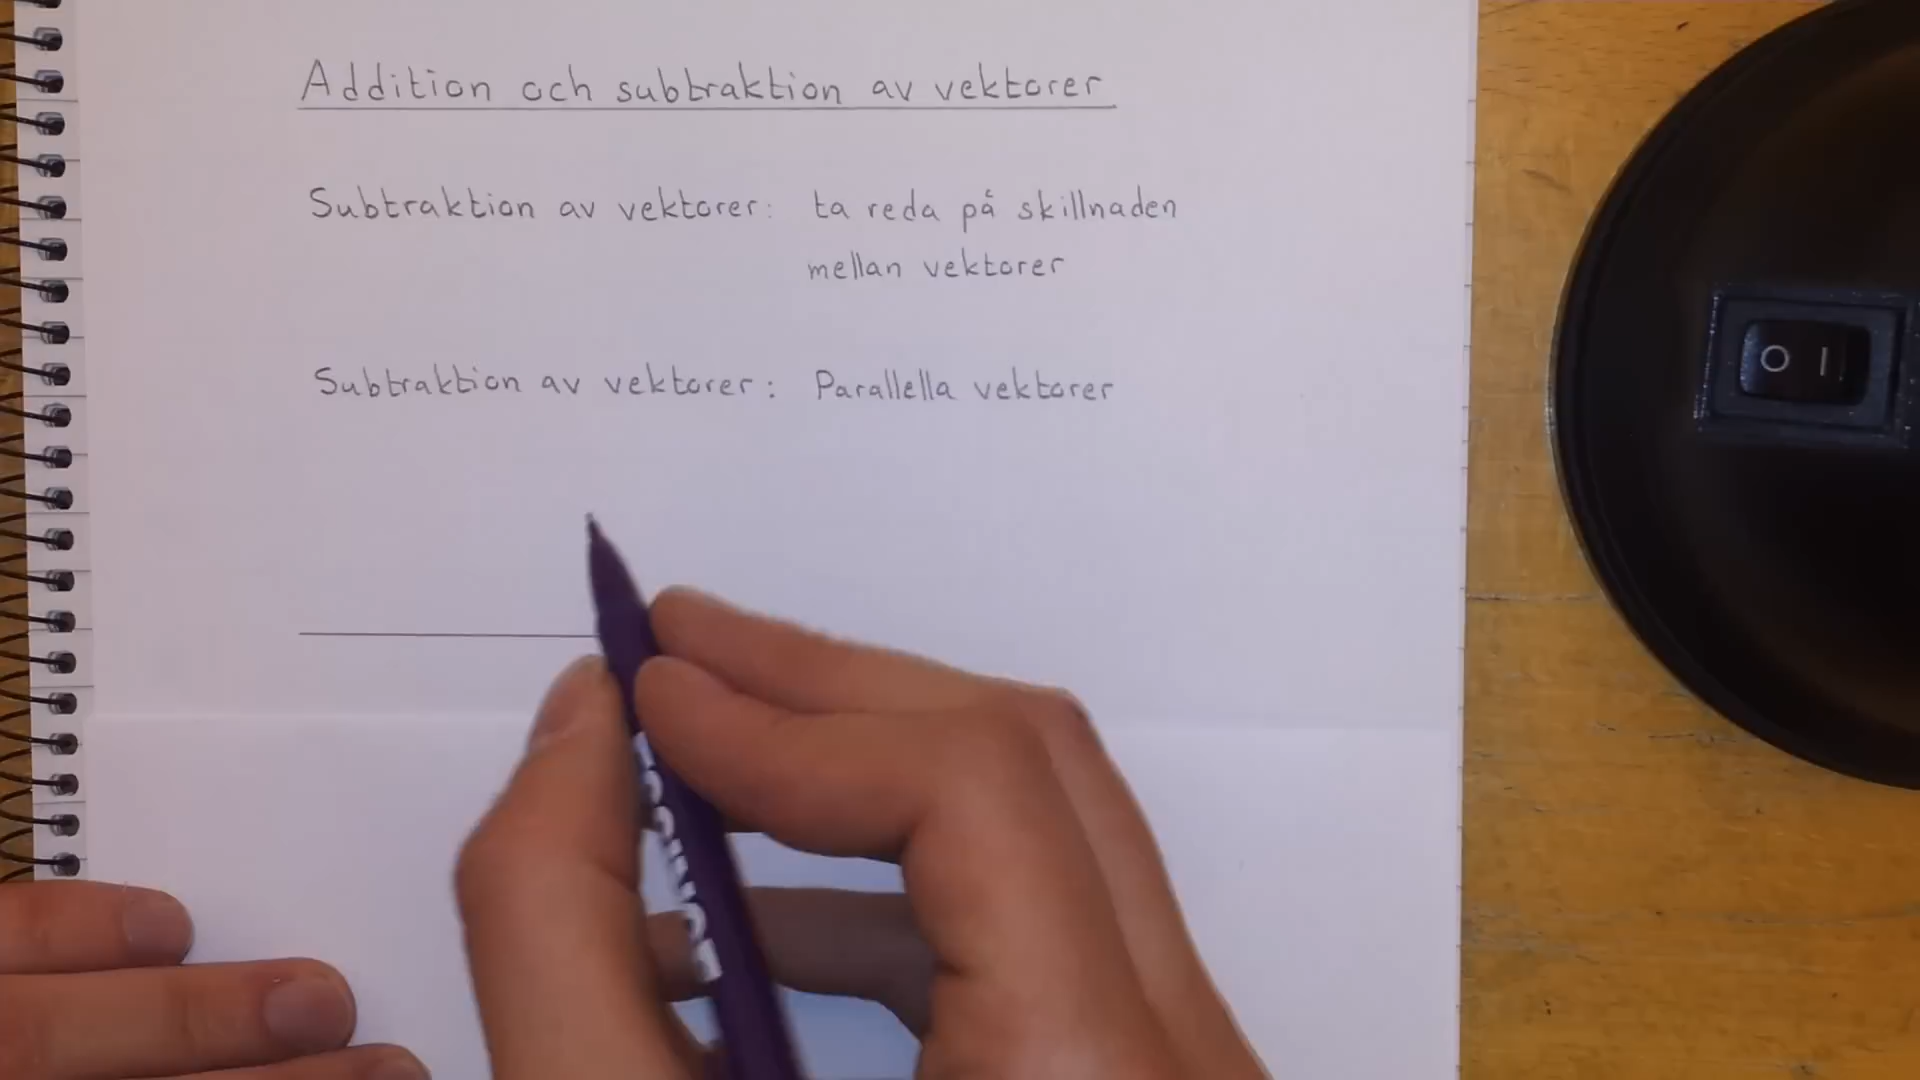 Addition och subtraktion av vektorer
Subtraktion av vektorer: ta reda på skillnaden
mellan vektorer
Subtraktion av vektorer: Parallella vektorer
O I